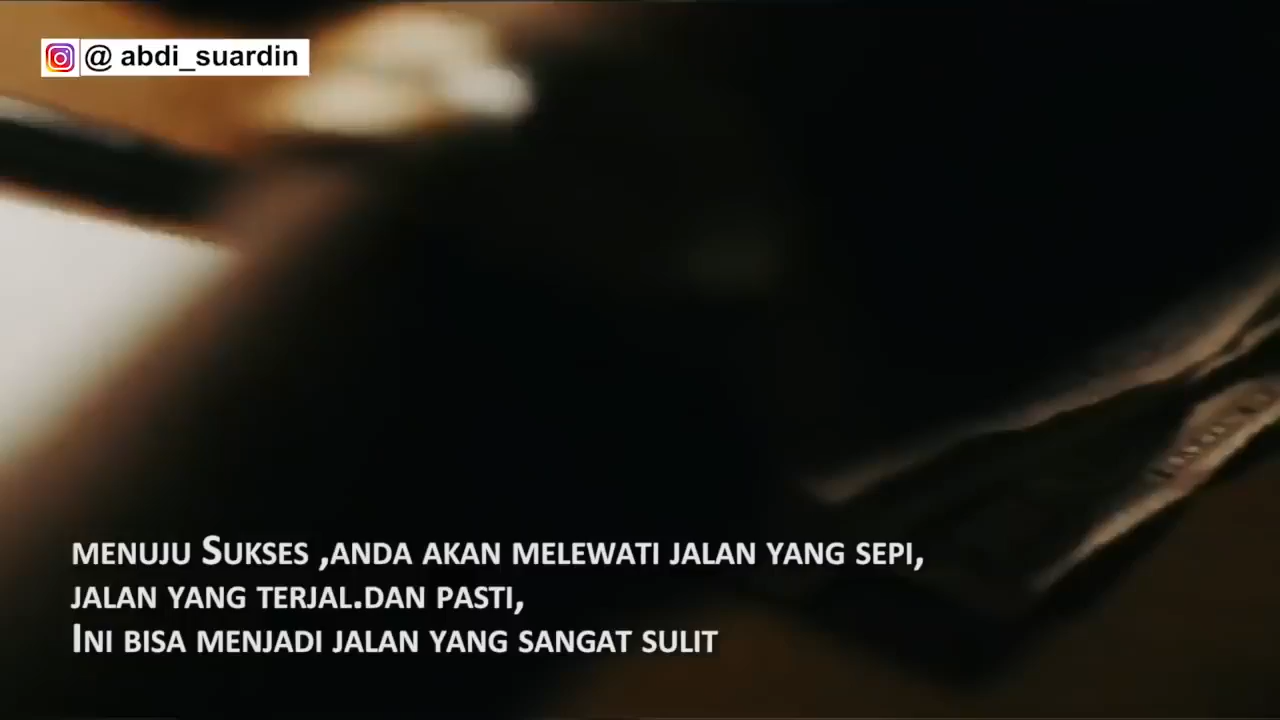 @ abdi_suardin
MENUJU SUKSES ,ANDA AKAN MELEWATI JALAN YANG SEPI,
JALAN YANG TERJAL.DAN PASTI,
INI BISA MENJADI JALAN YANG SANGAT SULIT